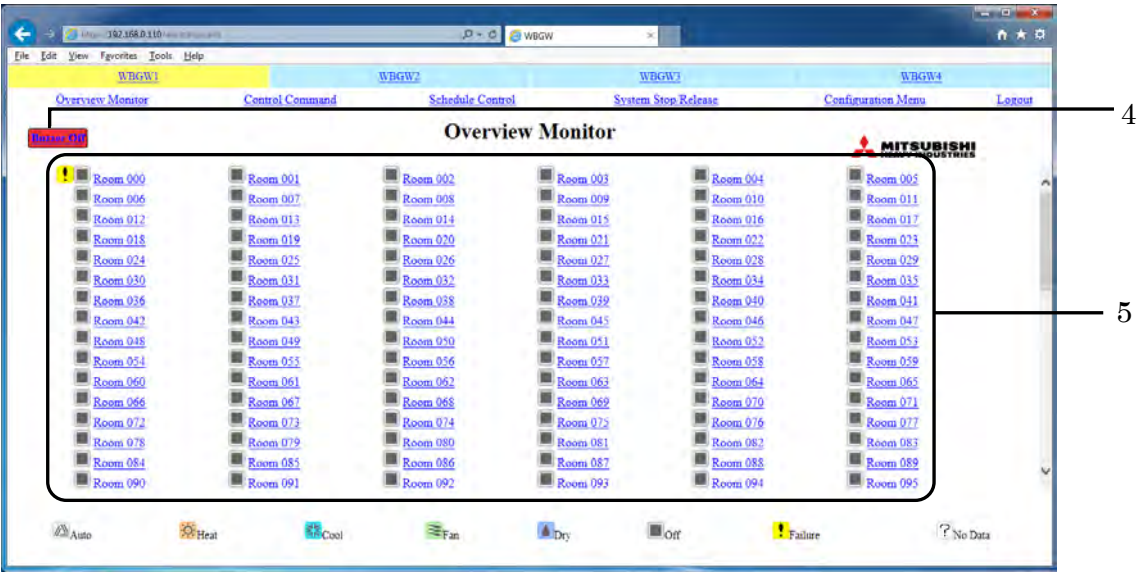 192.168.0.110
WBGW
File Edit View Favorites Tools Help
WBGW1 WBGW2 WBGW3 WBGW4
Overview Monitor Control Command Schedule Control System Stop Release Configuration Menu Logout
4
Buzzer Off Overview Monitor
MITSUBISHI
HEAVY INDUSTRIES
Room 000 Room 001 Room 002 Room 003 Room 004 Room 005
Room 006 Room 007 Room 008 Room 009 Room 010 Room 011
Room 012 Room 013 Room 014 Room 015 Room 016 Room 017
Room 018 Room 019 Room 020 Room 021 Room 022 Room 023
Room 024 Room 025 Room 026 Room 027 Room 028 Room 029
Room 030 Room 031 Room 032 Room 033 Room 034 Room 035
Room 036 Room 037 Room 038 Room 039 Room 040 Room 041
Room 042 Room 043 Room 044 Room 045 Room 046 Room 047
5
Room 048 Room 049 Room 050 Room 051 Room 052 Room 053
Room 054 Room 055 Room 056 Room 057 Room 058 Room 059
Room 060 Room 061 Room 062 Room 063 Room 064 Room 065
Room 066 Room 067 Room 068 Room 069 Room 070 Room 071
Room 072 Room 073 Room 074 Room 075 Room 076 Room 077
Room 078 Room 079 Room 080 Room 081 Room 082 Room 083
Room 084 Room 085 Room 086 Room 087 Room 088 Room 089
Room 090 Room 091 Room 092 Room 093 Room 094 Room 095
Auto Heat Cool Fan Dry Off Failure No Data